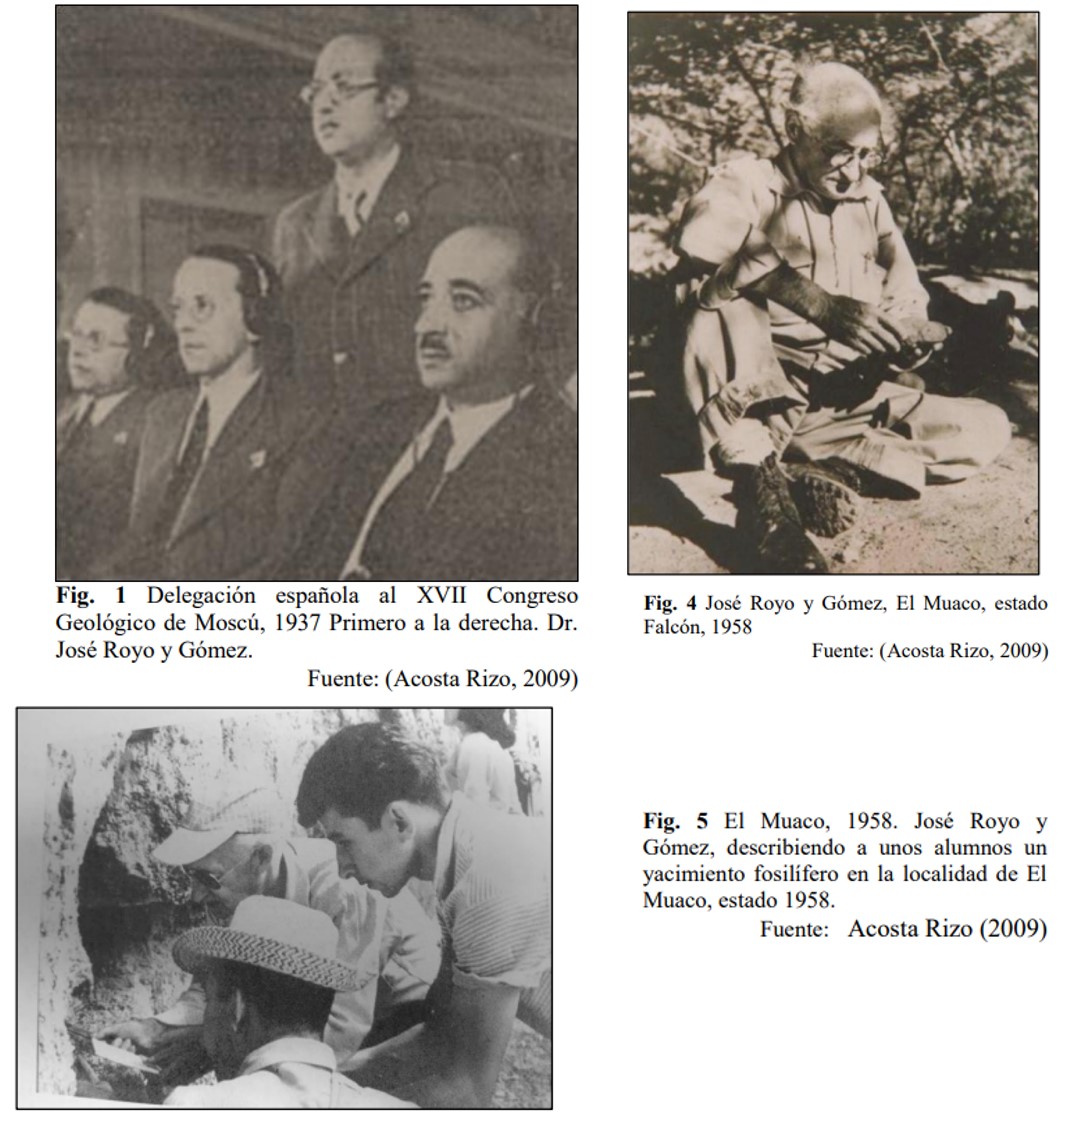 Fig. 1 Delegación española al XVII Congreso
Geológico de Moscú, 1937 Primero a la derecha. Dr.
José Royo y Gómez.
Fuente: (Acosta Rizo, 2009)
Fig. 4 José Royo y Gómez, El Muaco, estado
Falcón, 1958
Fuente: (Acosta Rizo, 2009)
Fig. 5 El Muaco, 1958. José Royo y
Gómez, describiendo a unos alumnos un
yacimiento fosilífero en la localidad de El
Muaco, estado 1958.
Fuente: Acosta Rizo (2009)